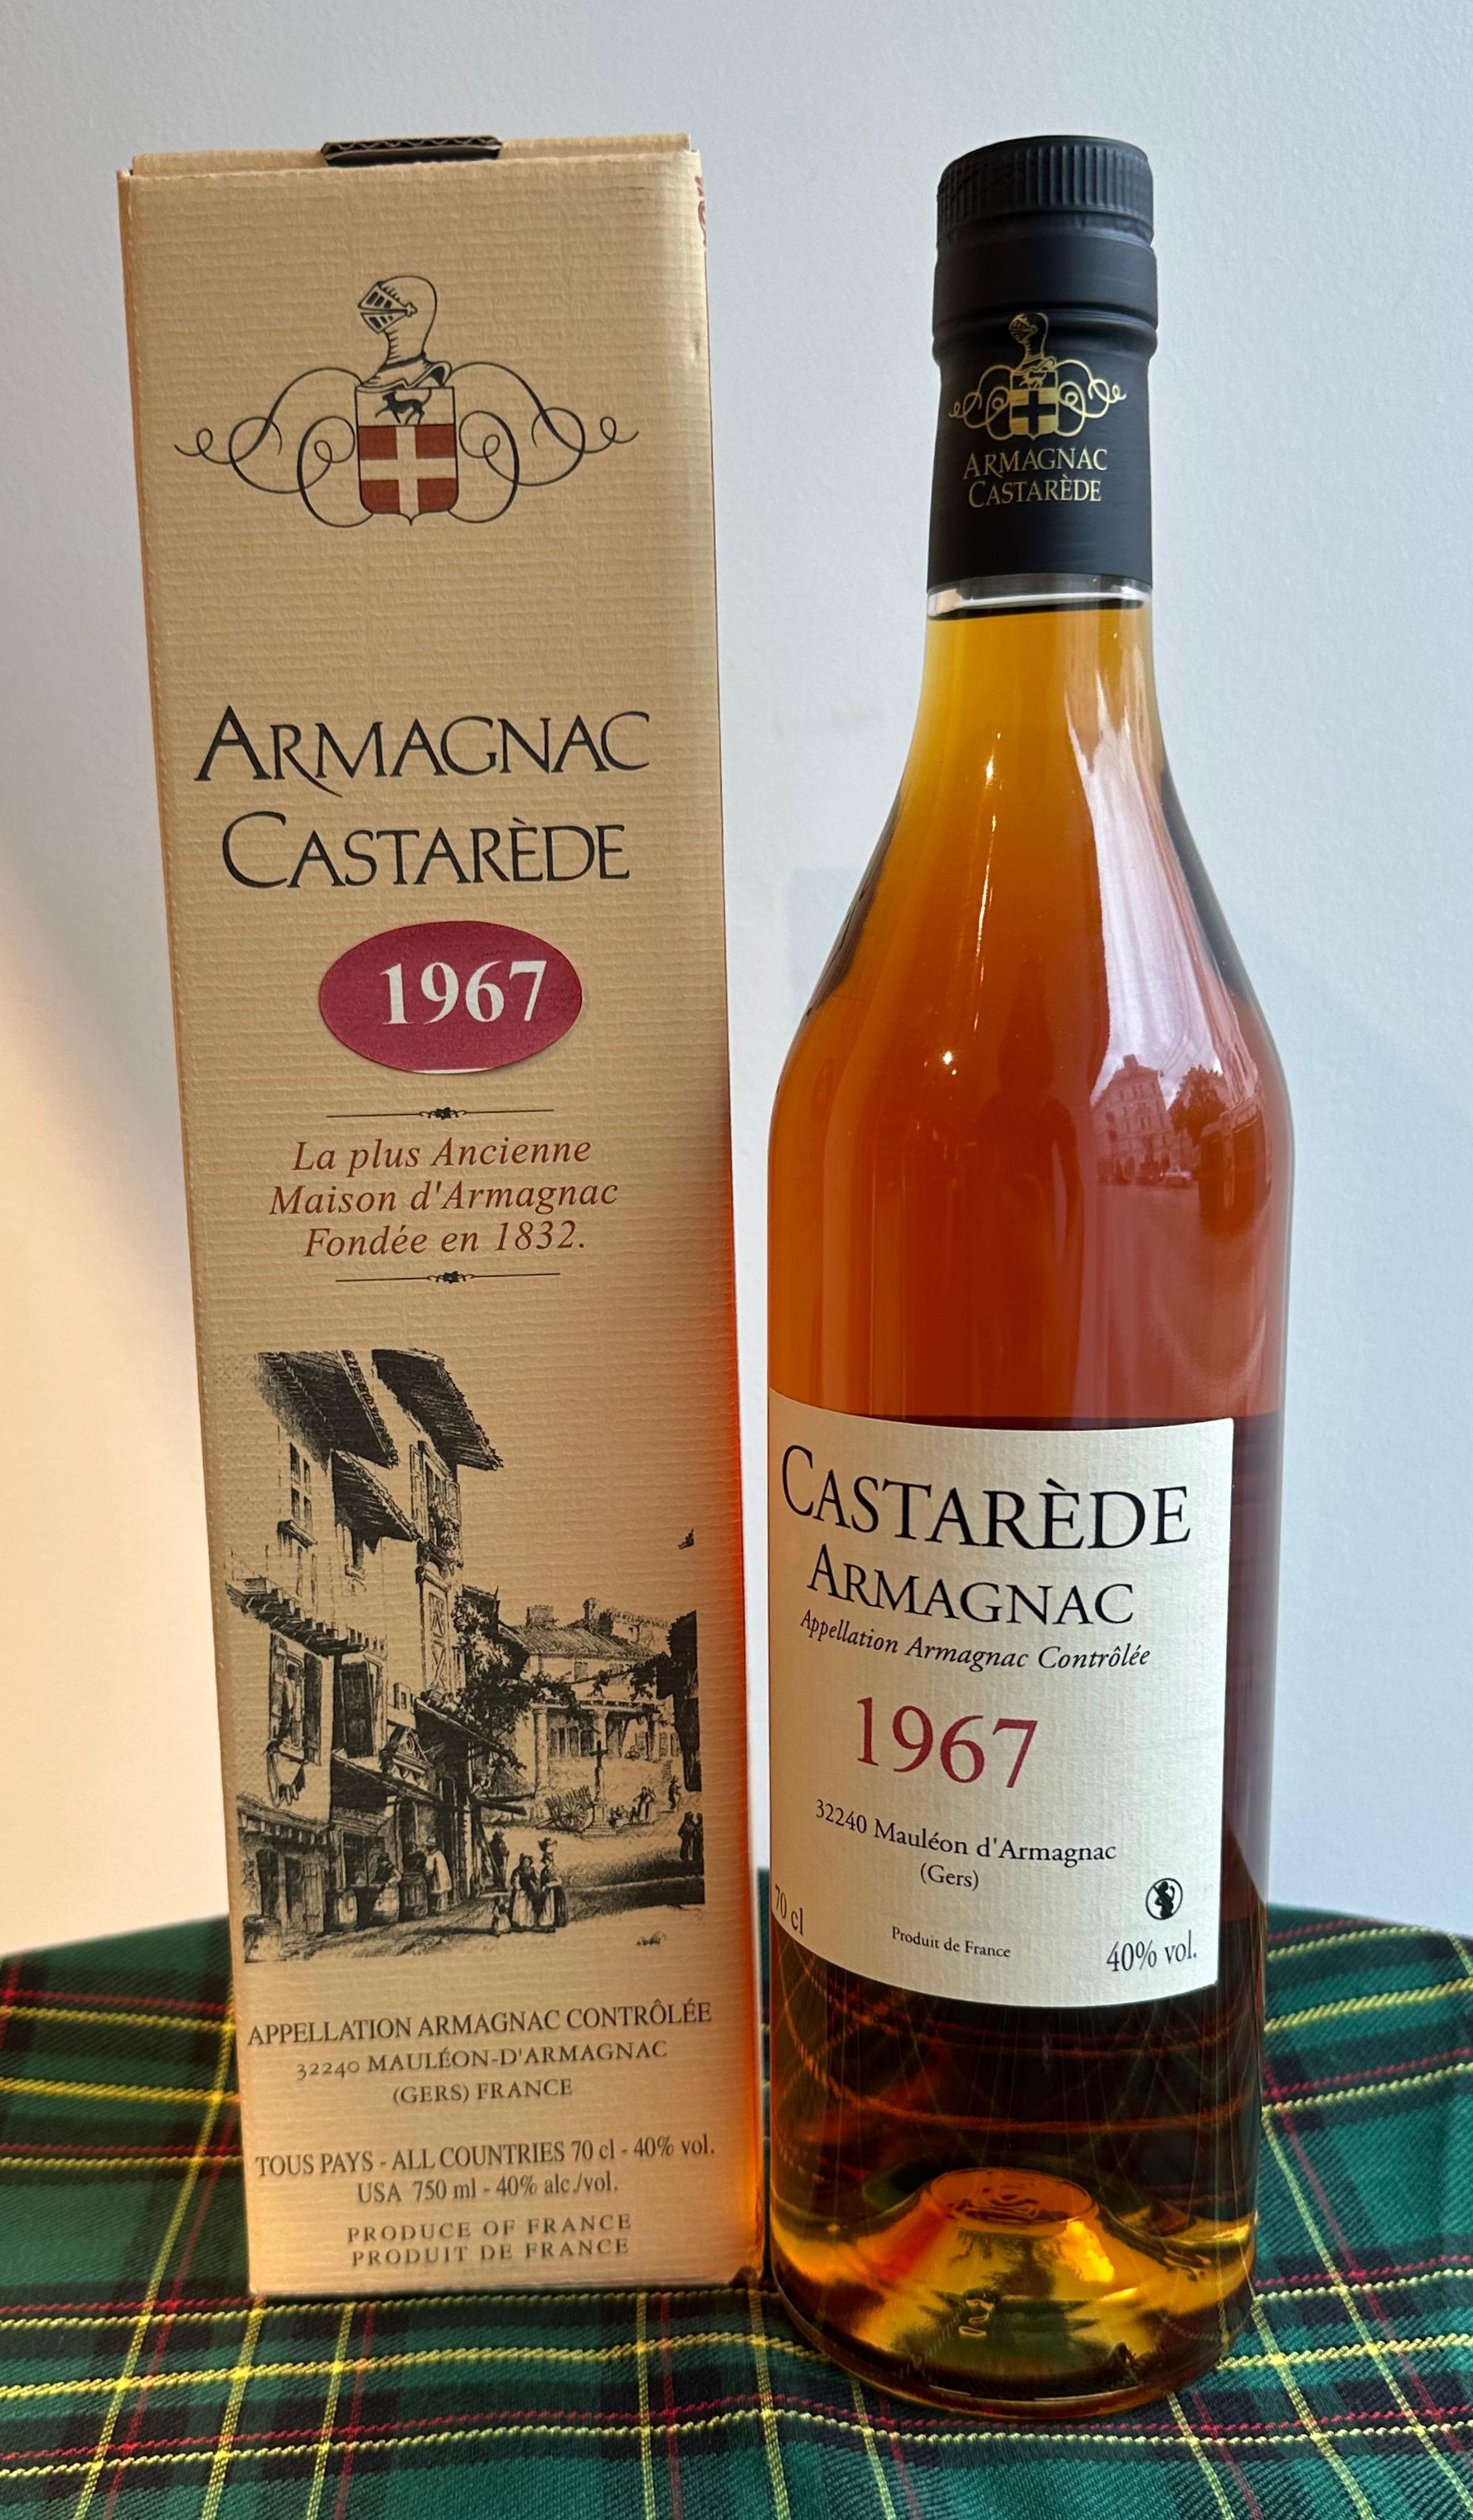 ARMAGNAC
CASTARÈDE
1967
La plus Ancienne
Maison d'Armagnac
Fondée en 1832.
APPELLATION ARMAGNAC CONTRÔLÉE
32240 MAULÉON-D'ARMAGNAC
(GERS) FRANCE
TOUS PAYS - ALL COUNTRIES 70 cl - 40% vol.
USA 750 ml - 40% alc./vol.
PRODUCE OF FRANCE
PRODUIT DE FRANCE
ARMAGNAC
CASTARÈDE
CASTARÈDE
ARMAGNAC
Appellation Armagnac Contrôlée
1967
32240 Mauléon d'Armagnac
(Gers)
70 cl
Produit de France
40% vol.